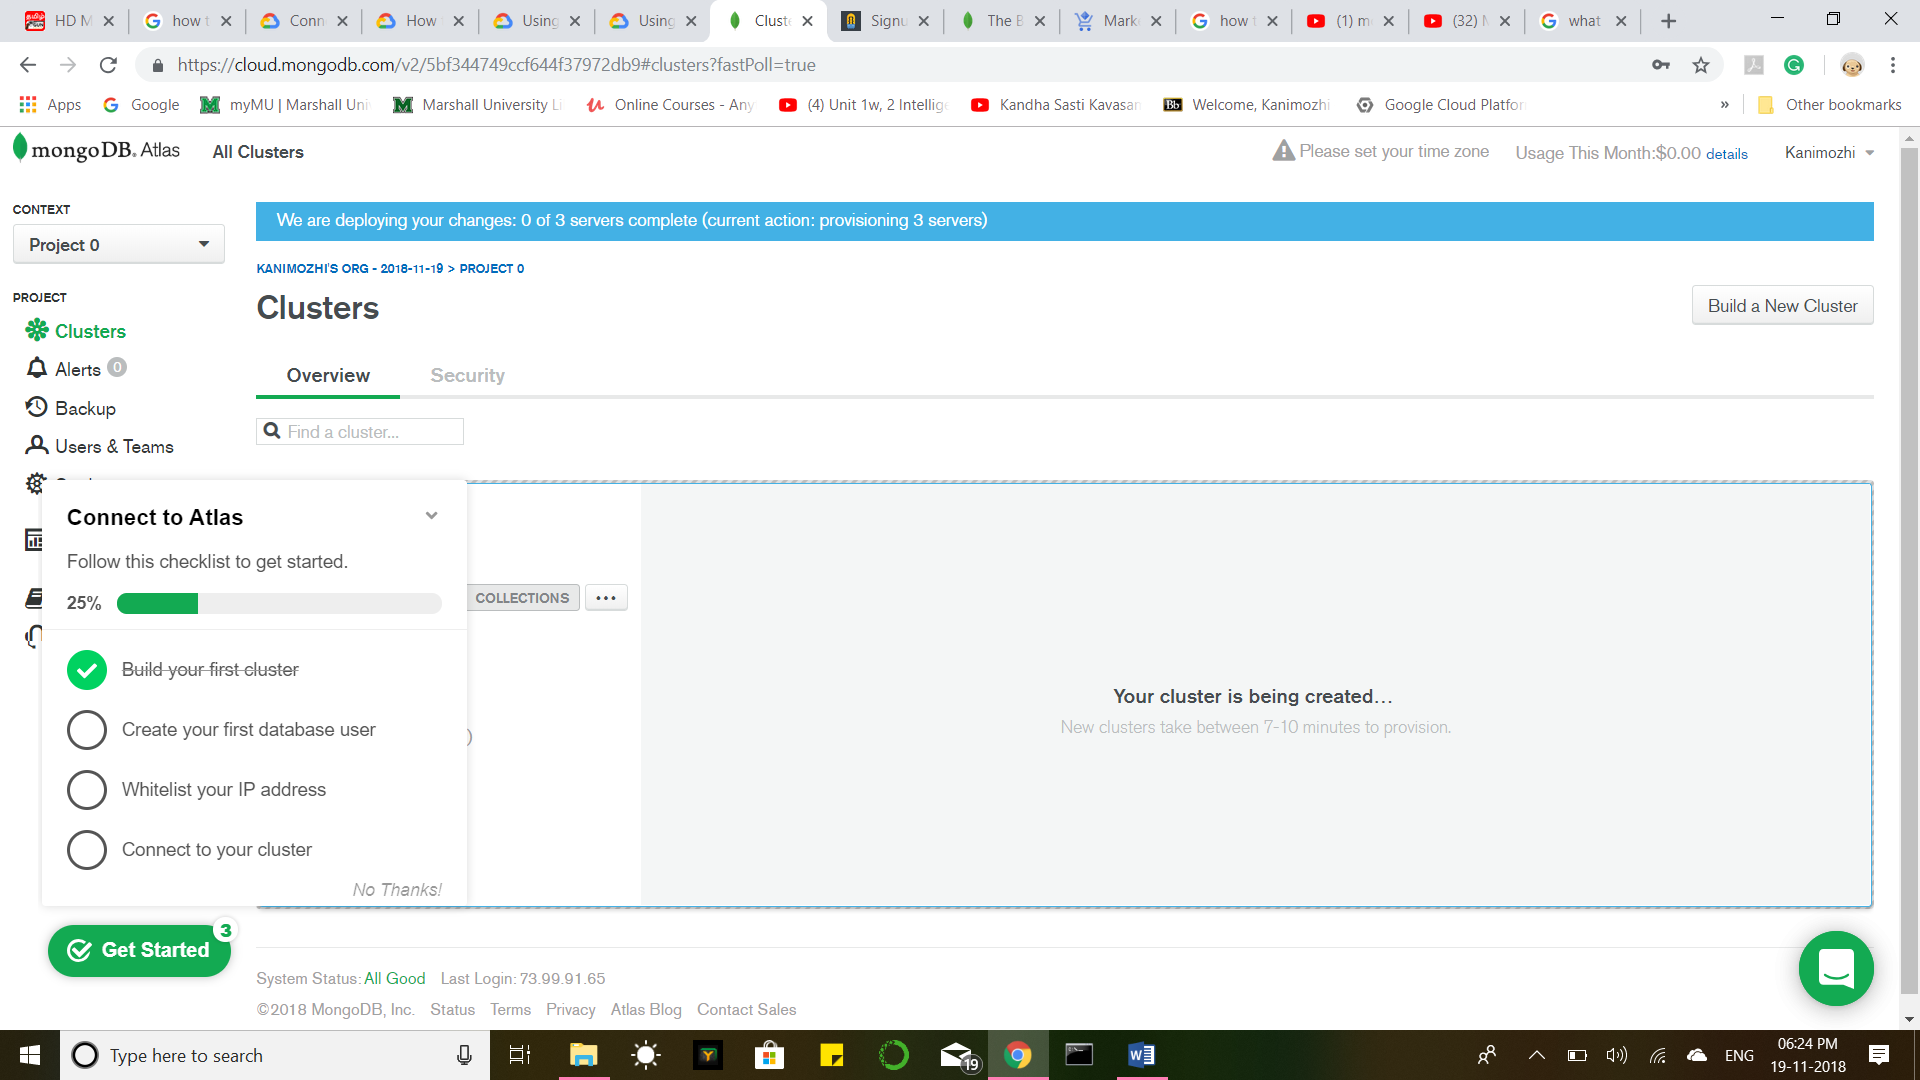 HD M
how t
Conn
How
Using
Using
Clust
Signu
The B
Mark
how t
(1) m
(32) M
what
https://cloud.mongodb.com/v2/5bf344749ccf644f37972db9#clusters?fastPoll=true
Apps
Google
myMU | Marshall Uni
Marshall University Li
Online Courses - Any
(4) Unit 1w, 2 Intellig
Kandha Sasti Kavasam
Bb Welcome, Kanimozhi
Google Cloud Platfor
»
Other bookmarks
mongoDB. Atlas
All Clusters
Please set your time zone
Usage This Month:$0.00 details
Kanimozhi
CONTEXT
Project 0
We are deploying your changes: 0 of 3 servers complete (current action: provisioning 3 servers)
KANIMOZHI'S ORG - 2018-11-19 > PROJECT 0
Clusters
Build a New Cluster
PROJECT
Clusters
Alerts 0
Backup
Users & Teams
Overview
Security
Find a cluster...
Connect to Atlas
Follow this checklist to get started.
25%
COLLECTIONS
Build your first cluster
Create your first database user
Whitelist your IP address
Connect to your cluster
No Thanks!
)
Your cluster is being created...
New clusters take between 7-10 minutes to provision.
Get Started
3
System Status: All Good Last Login: 73.99.91.65
©2018 MongoDB, Inc. Status Terms Privacy Atlas Blog Contact Sales
Type here to search
19
ENG
06:24 PM
19-11-2018